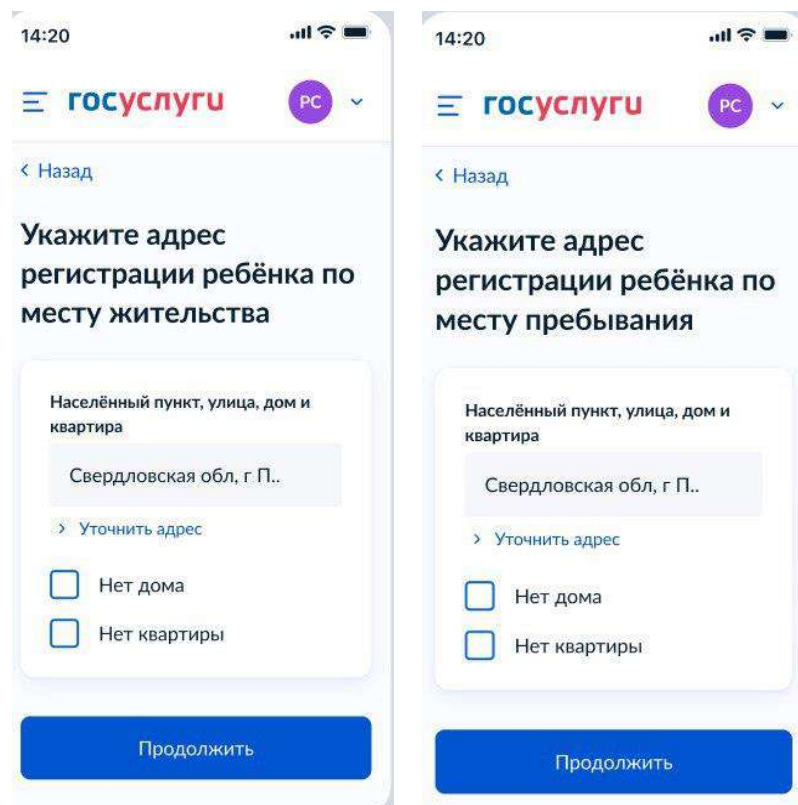 14:20
госуслуги
РС
Назад
Укажите адрес
регистрации ребёнка по
месту жительства
Населённый пункт, улица, дом и
квартира
Свердловская обл, г П..
Уточнить адрес
Нет дома
Нет квартиры
Продолжить
14:20
госуслуги
РС
Назад
Укажите адрес
регистрации ребёнка по
месту пребывания
Населённый пункт, улица, дом и
квартира
Свердловская обл, г П..
Уточнить адрес
Нет дома
Нет квартиры
Продолжить